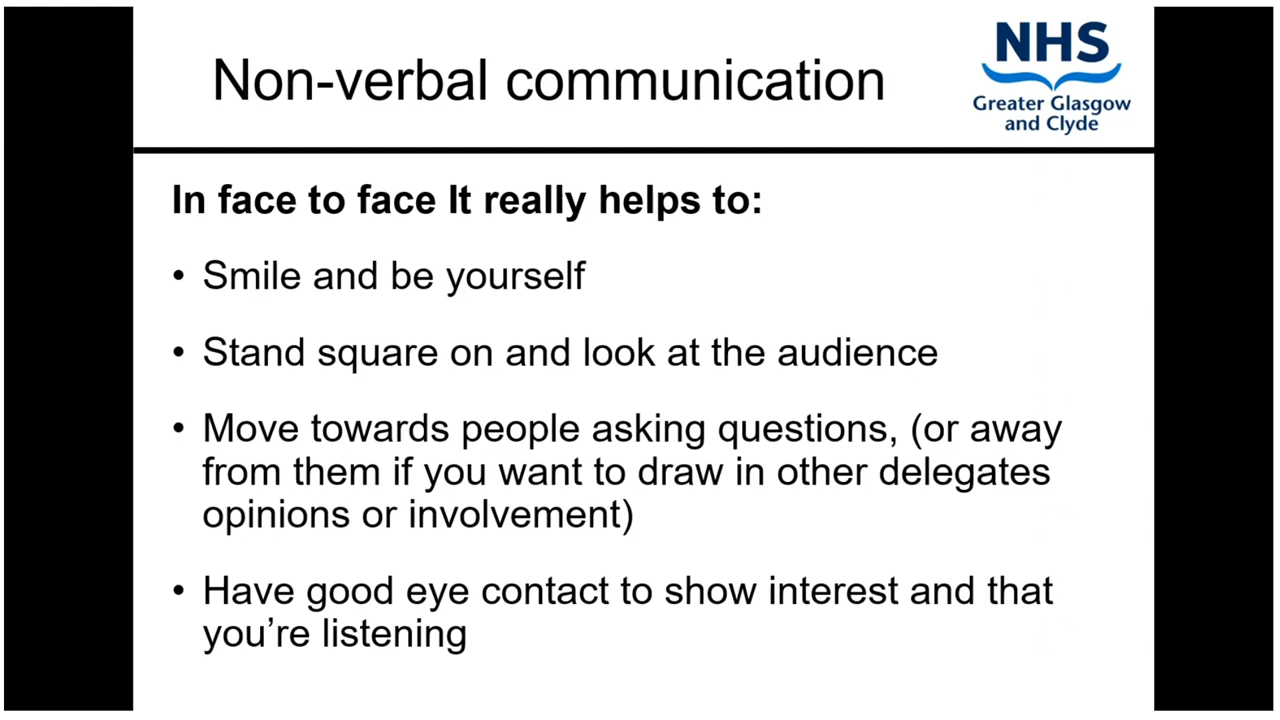 Non-verbal communication
NHS
Greater Glasgow
and Clyde
In face to face It really helps to:
• Smile and be yourself
• Stand square on and look at the audience
• Move towards people asking questions, (or away
from them if you want to draw in other delegates
opinions or involvement)
• Have good eye contact to show interest and that
you’re listening